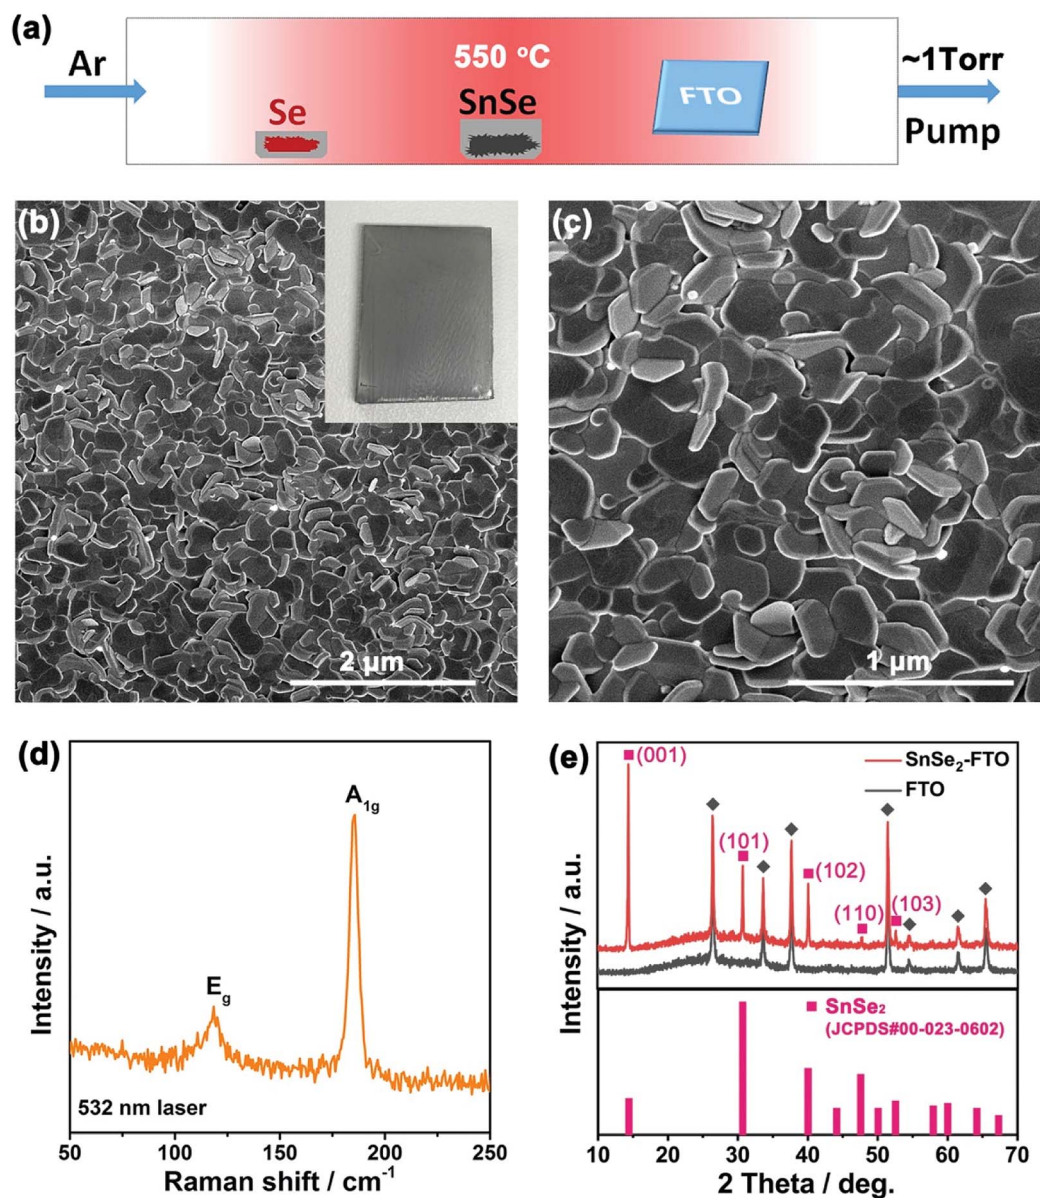 (a)
Ar
550 °C
Se
SnSe
FTO
~1Torr
Pump
(b)
2 µm
(c)
1 µm
(d)
Intensity / a.u.
A1g
Eg
532 nm laser
50 100 150 200 250
Raman shift / cm-1
(e)
Intensity / a.u.
(001)
SnSe2-FTO
FTO
(101)
(102)
(110)
(103)
SnSe2
(JCPDS#00-023-0602)
10 20 30 40 50 60 70
2 Theta / deg.